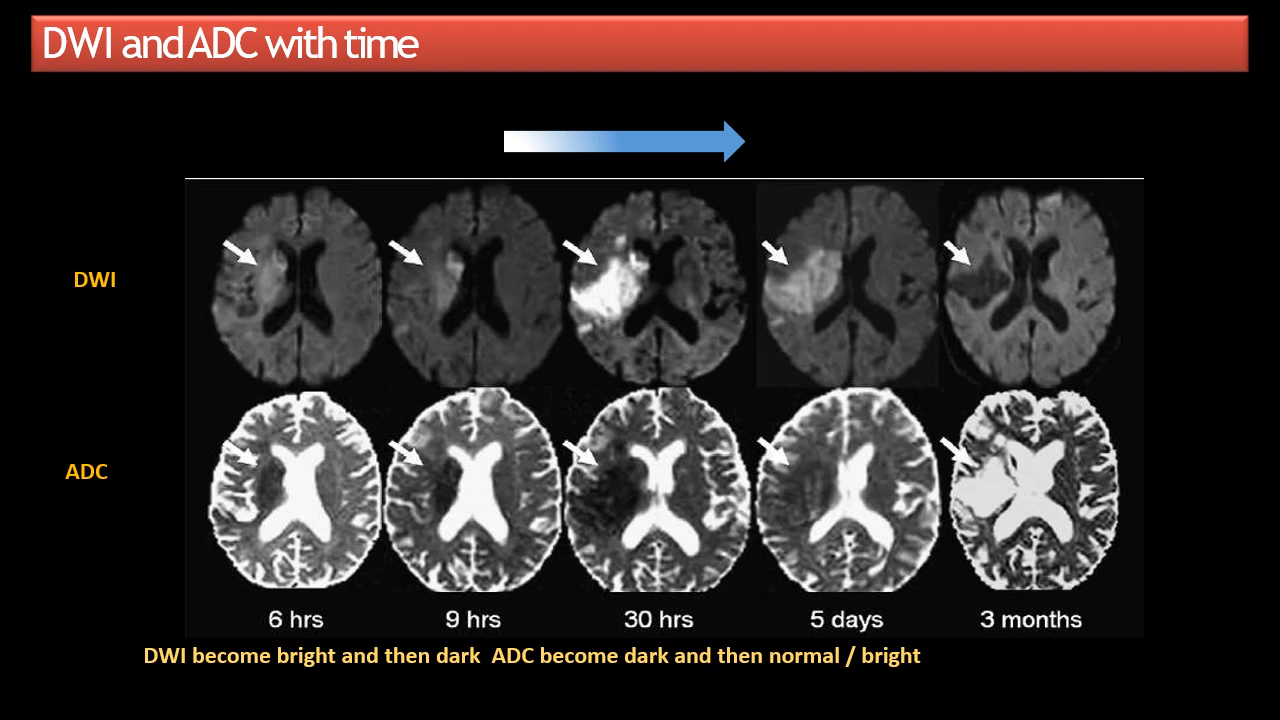 DWI and ADC with time
DWI
ADC
6 hrs 9 hrs 30 hrs 5 days 3 months
DWI become bright and then dark ADC become dark and then normal / bright